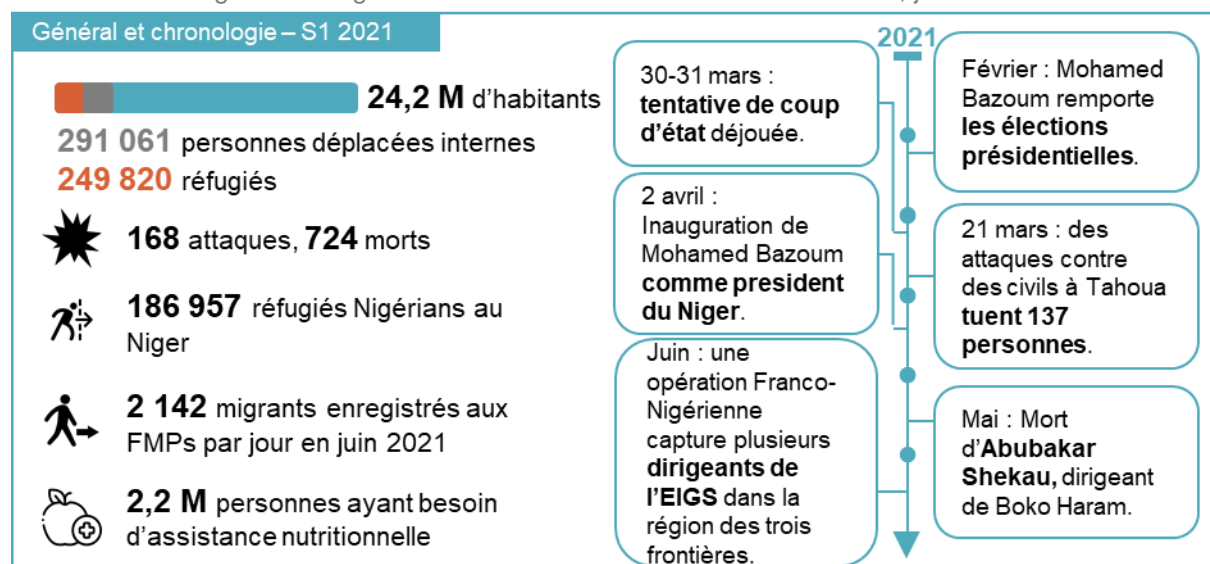 Général et chronologie – S1 2021
24,2 M d'habitants
291 061 personnes déplacées internes
249 820 réfugiés
168 attaques, 724 morts
186 957 réfugiés Nigérians au
Niger
2 142 migrants enregistrés aux
FMPs par jour en juin 2021
2,2 M personnes ayant besoin
d'assistance nutritionnelle
2021
Février : Mohamed
Bazoum remporte
les élections
présidentielles.
21 mars : des
attaques contre
des civils à Tahoua
tuent 137
personnes.
30-31 mars :
tentative de coup
d'état déjouée.
2 avril :
Inauguration de
Mohamed Bazoum
comme president
du Niger.
Mai : Mort
d'Abubakar
Shekau, dirigeant
de Boko Haram.
Juin : une
opération Franco-
Nigérienne
capture plusieurs
dirigeants de
l'EIGS dans la
région des trois
frontières.